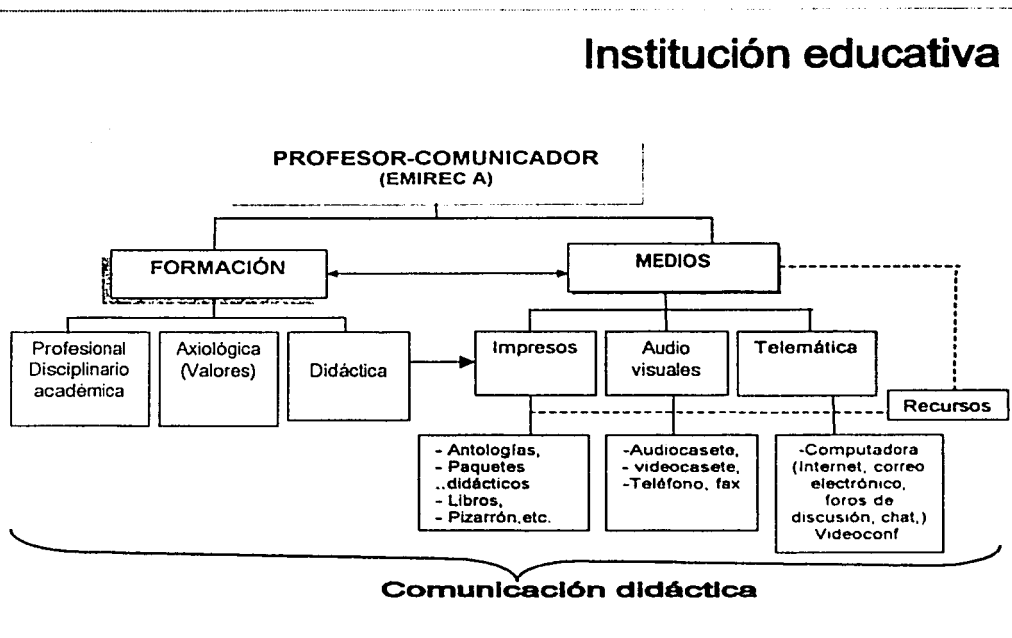 Institución educativa
PROFESOR-COMUNICADOR
(EMIREC A)
FORMACIÓN
MEDIOS
Profesional
Disciplinario
académica
Axiológica
(Valores)
Didáctica
Impresos
Audio
visuales
Telemática
Recursos
- Antologías,
- Paquetes
..didácticos
- Libros,
- Pizarrón,etc.
-Audiocasete,
- videocasete,
-Teléfono, fax
-Computadora
(Internet, correo
electrónico,
foros de
discusión, chat,)
Videoconf
Comunicación didáctica